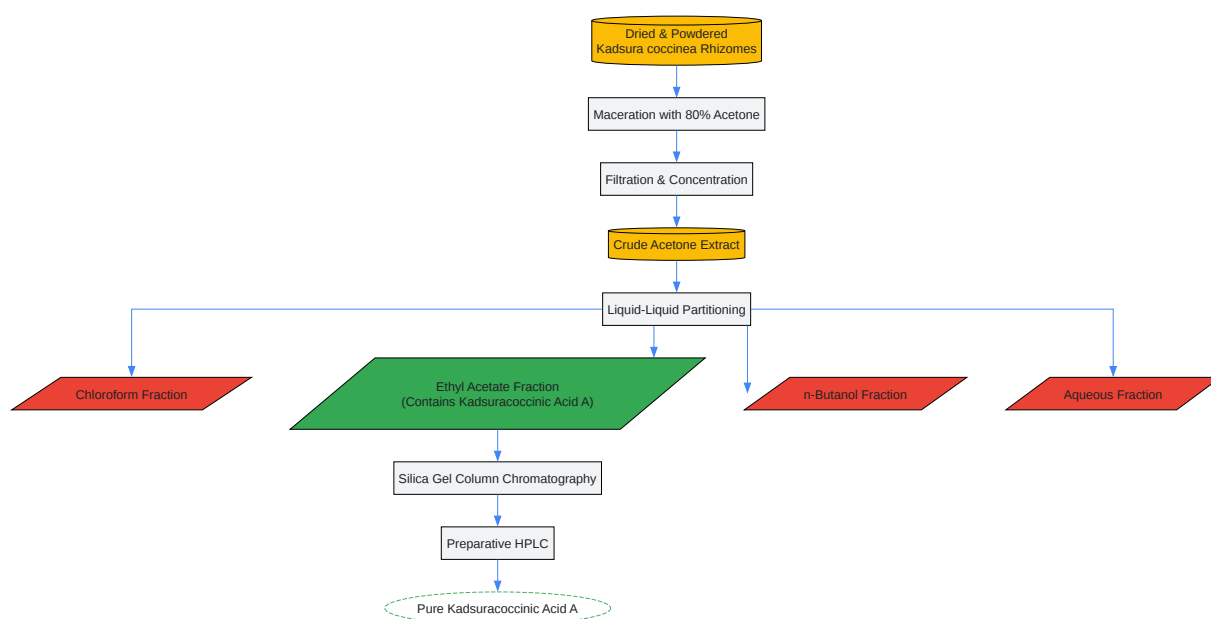 Dried & Powdered
Kadsura coccinea Rhizomes
Maceration with 80% Acetone
Filtration & Concentration
Crude Acetone Extract
Liquid-Liquid Partitioning
Chloroform Fraction
Ethyl Acetate Fraction
(Contains Kadsuracoccinic Acid A)
n-Butanol Fraction
Aqueous Fraction
Silica Gel Column Chromatography
Preparative HPLC
Pure Kadsuracoccinic Acid A